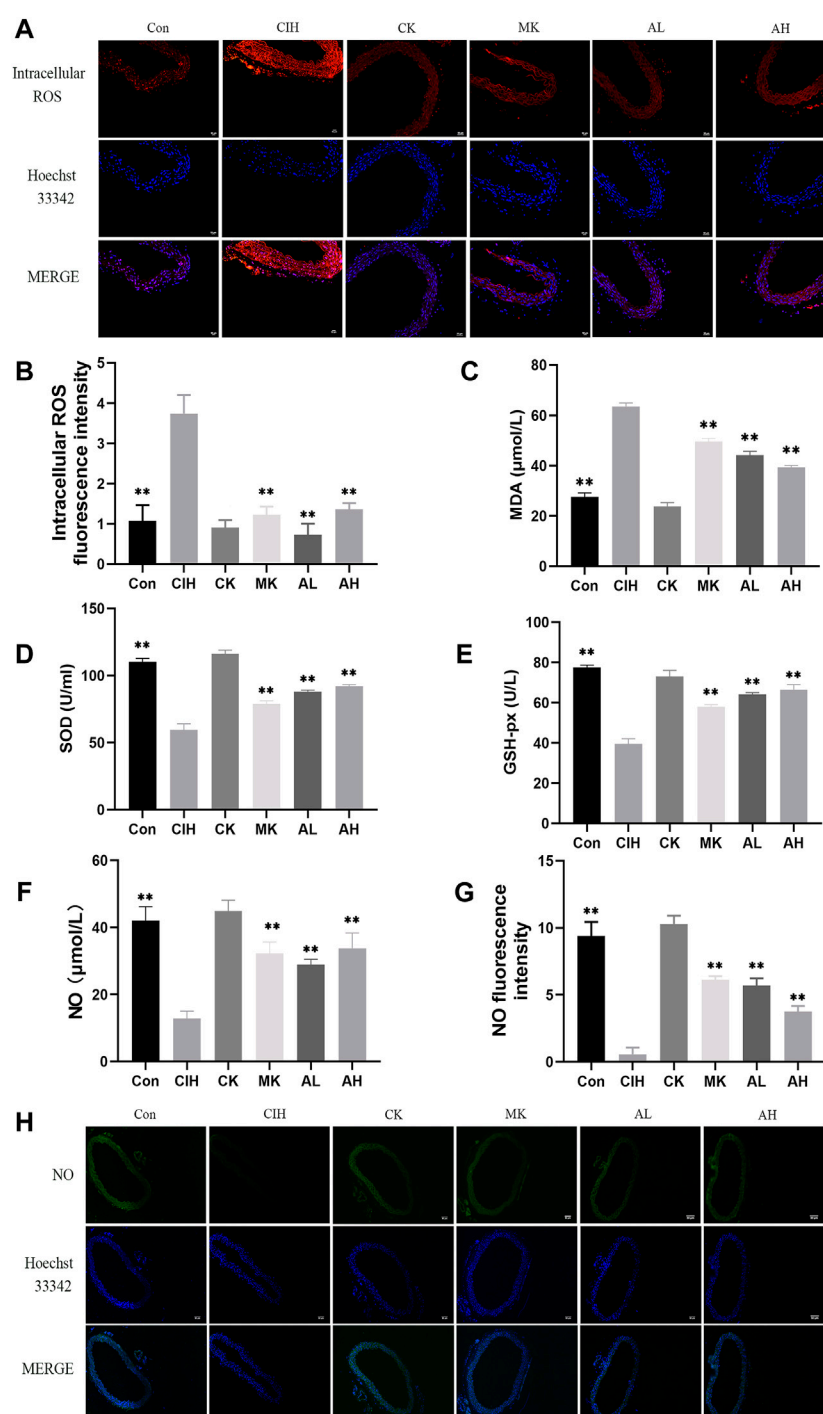 A
Con CIH CK MK AL AH
Intracellular
ROS
Hoechst
33342
MERGE
B
Intracellular ROS
fluorescence intensity
5
4
3
2
1
0
** ** ** **
Con CIH CK MK AL AH
C
MDA (μmol/L)
80
60
40
20
0
** ** ** **
Con CIH CK MK AL AH
D
SOD (U/ml)
150
100
50
0
** ** ** **
Con CIH CK MK AL AH
E
GSH-px (U/L)
100
80
60
40
20
0
** ** ** **
Con CIH CK MK AL AH
F
NO (μmol/L)
60
40
20
0
** ** ** **
Con CIH CK MK AL AH
G
NO fluorescence
intensity
15
10
5
0
** ** ** **
Con CIH CK MK AL AH
H
Con CIH CK MK AL AH
NO
Hoechst
33342
MERGE